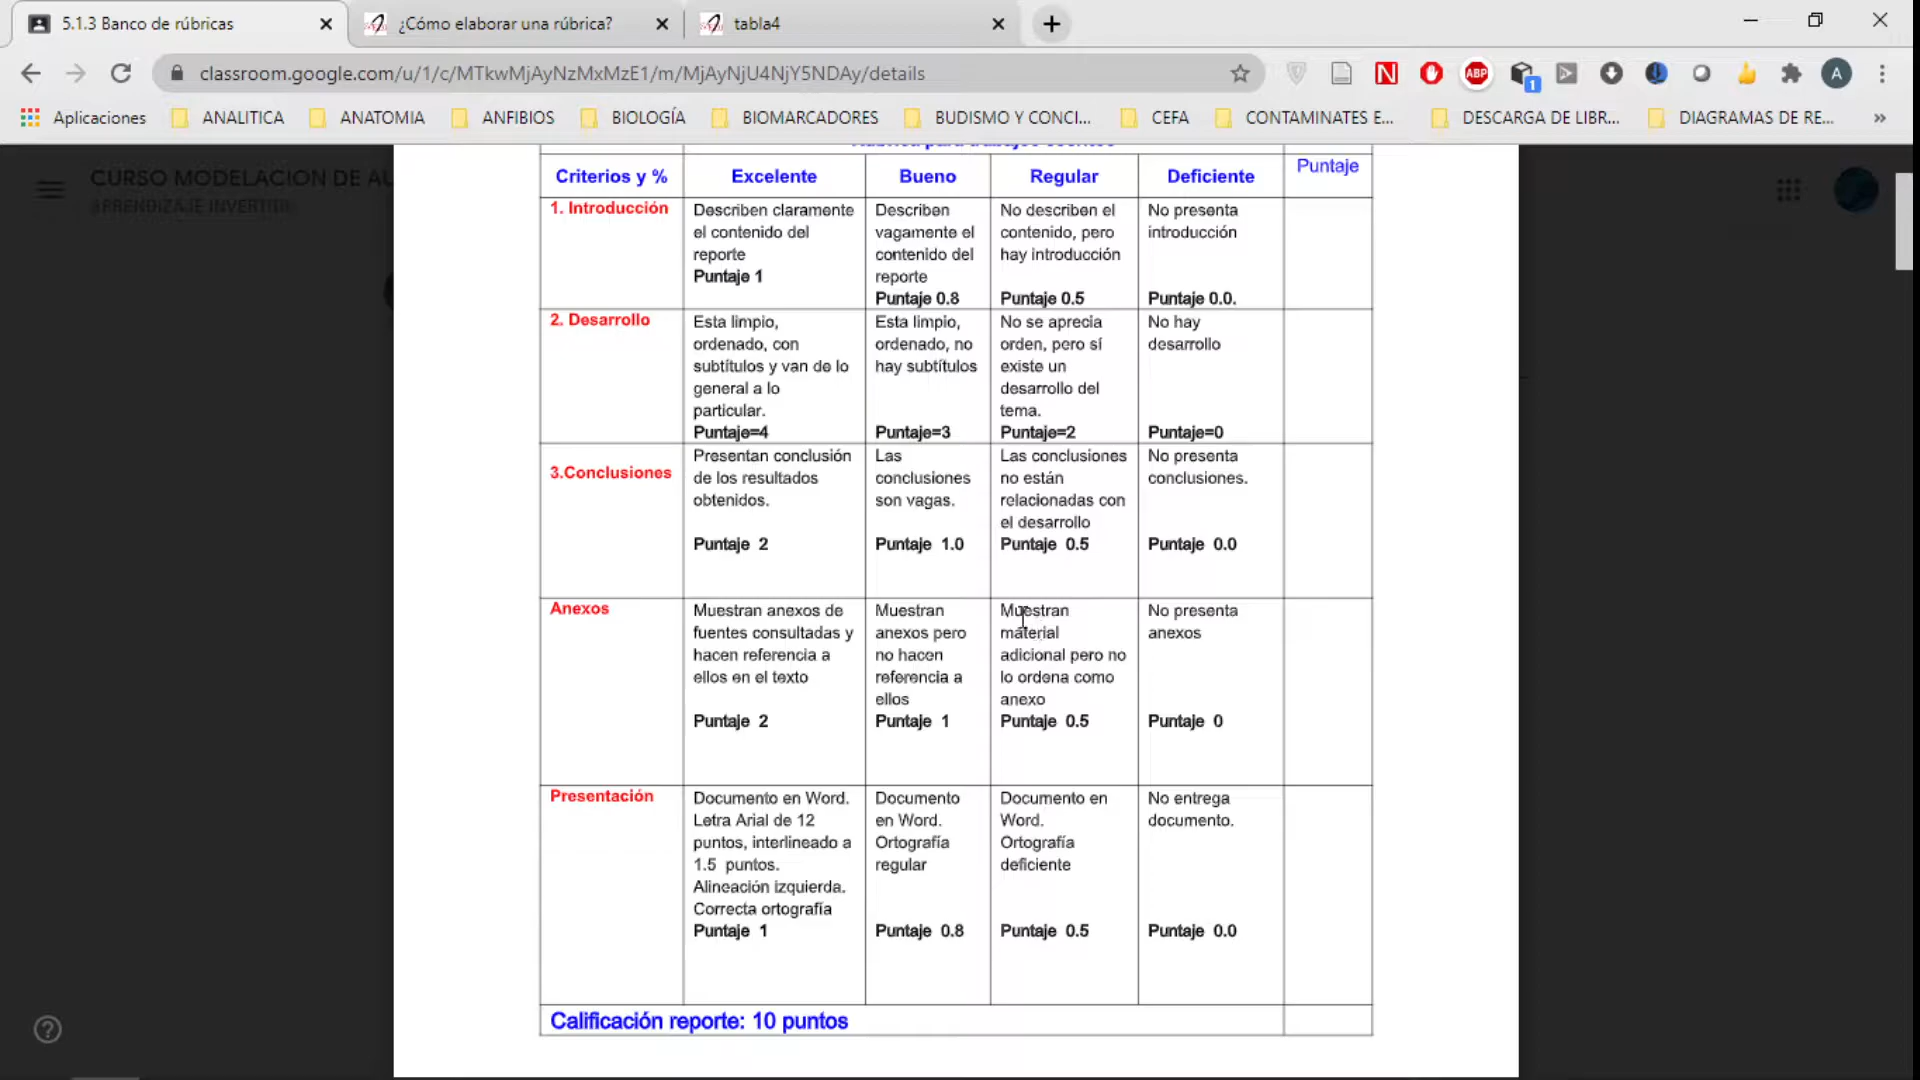 5.1.3 Banco de rúbricas
¿Cómo elaborar una rúbrica?
tabla4
classroom.google.com/u/1/c/MTkwMjAyNzMxMzE1/m/MjAyNjU4NjY5NDAy/details
Aplicaciones
ANALITICA
ANATOMIA
ANFIBIOS
BIOLOGÍA
BIOMARCADORES
BUDISMO Y CONCI...
CEFA
CONTAMINATES E...
DESCARGA DE LIBR...
DIAGRAMAS DE RE...
»
CURSO MODELACION DE AU
Rúbrica para trabajos escritos
Criterios y %
Excelente
Bueno
Regular
Deficiente
Puntaje
1. Introducción
Describen claramente
el contenido del
reporte
Puntaje 1
Describen
vagamente el
contenido del
reporte
Puntaje 0.8
No describen el
contenido, pero
hay introducción
Puntaje 0.5
No presenta
introducción
Puntaje 0.0.
2. Desarrollo
Esta limpio,
ordenado, con
subtítulos y van de lo
general a lo
particular.
Puntaje=4
Esta limpio,
ordenado, no
hay subtítulos
Puntaje=3
No se aprecia
orden, pero sí
existe un
desarrollo del
tema.
Puntaje=2
No hay
desarrollo
Puntaje=0
3.Conclusiones
Presentan conclusión
de los resultados
obtenidos.
Puntaje 2
Las
conclusiones
son vagas.
Puntaje 1.0
Las conclusiones
no están
relacionadas con
el desarrollo
Puntaje 0.5
No presenta
conclusiones.
Puntaje 0.0
Anexos
Muestran anexos de
fuentes consultadas y
hacen referencia a
ellos en el texto
Puntaje 2
Muestran
anexos pero
no hacen
referencia a
ellos
Puntaje 1
Muestran
material
adicional pero no
lo ordena como
anexo
Puntaje 0.5
No presenta
anexos
Puntaje 0
Presentación
Documento en Word.
Letra Arial de 12
puntos, interlineado a
1.5 puntos.
Alineación izquierda.
Correcta ortografía
Puntaje 1
Documento
en Word.
Ortografía
regular
Puntaje 0.8
Documento en
Word.
Ortografía
deficiente
Puntaje 0.5
No entrega
documento.
Puntaje 0.0
Calificación reporte: 10 puntos